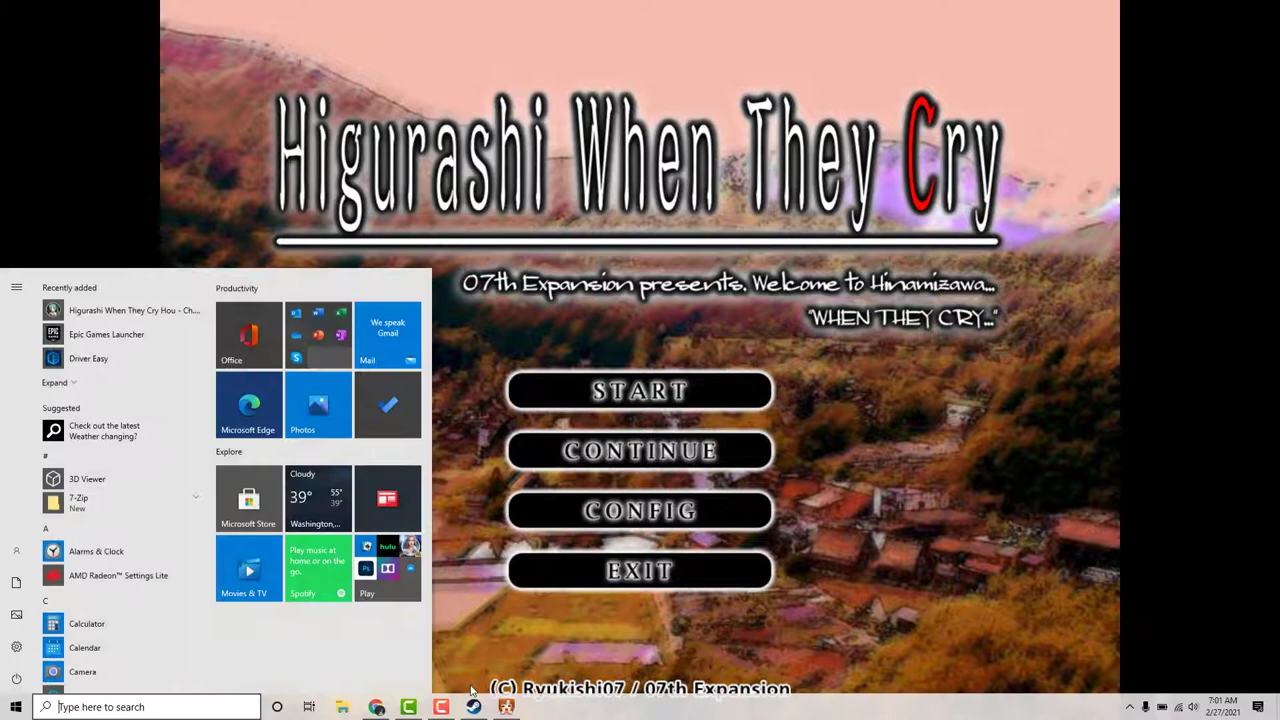 Higurashi When They Cry
07th Expansion presents. Welcome to Hinamizawa...
"WHEN THEY CRY..."
START
CONTINUE
CONFIG
EXIT
(C) Ryukishi07 / 07th Expansion
Recently added
Higurashi When They Cry Hou - Ch...
Epic Games Launcher
Driver Easy
Expand
Suggested
Check out the latest
Weather changing?
#
3D Viewer
7-Zip
New
A
Alarms & Clock
AMD Radeon™ Settings Lite
C
Calculator
Calendar
Camera
Productivity
Office
We speak
Gmail
Mail
Microsoft Edge
Photos
Explore
Microsoft Store
Cloudy
39° 55°
39°
Washington,...
Movies & TV
Play music at
home or on the
go.
Spotify
hulu
Ps
Play
Type here to search
7:01 AM
2/27/2021